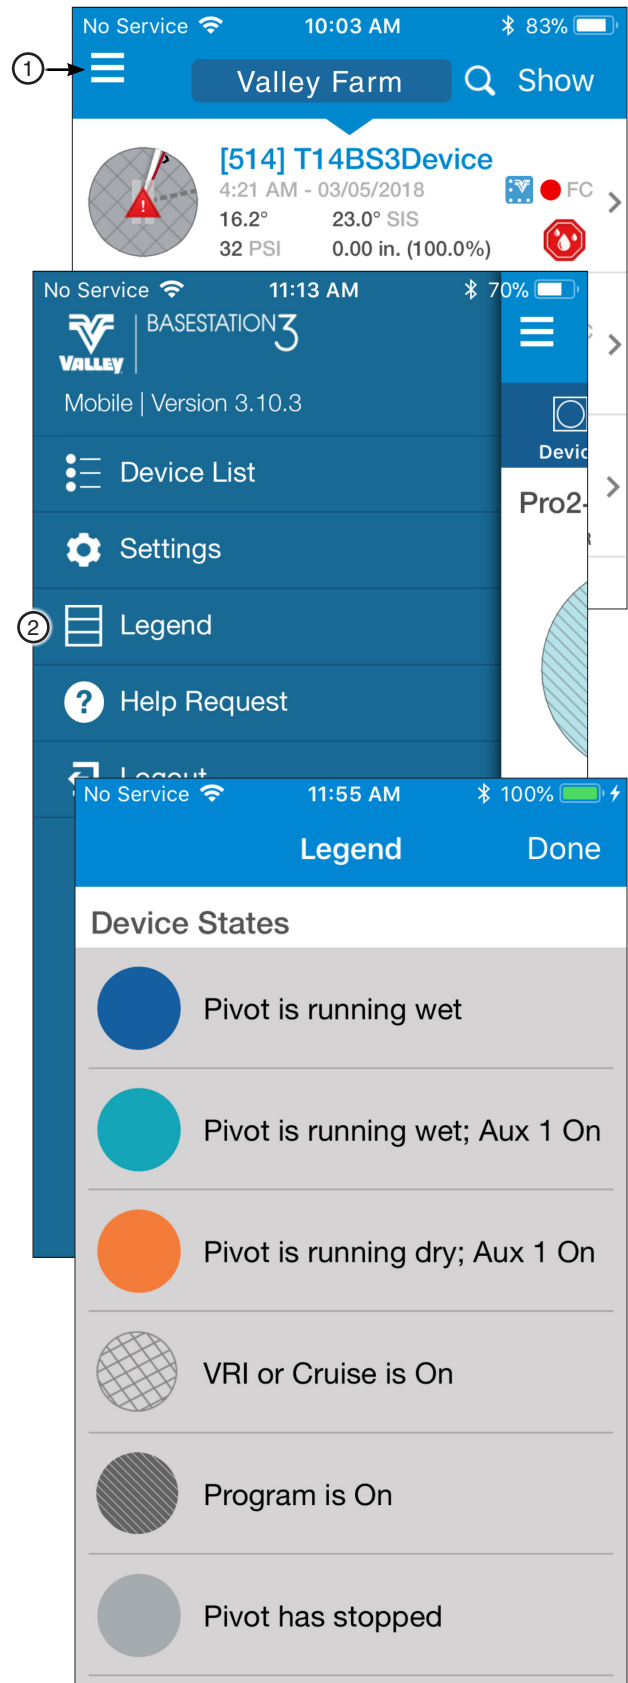 No Service 10:03 AM 83%
1
Valley Farm Show
[514] T14BS3Device
4:21 AM - 03/05/2018 FC
16.2° 23.0° SIS
32 PSI 0.00 in. (100.0%)
No Service 11:13 AM 70%
VALLEY BASESTATION3
Mobile | Version 3.10.3
Device List
Devic
Pro2-
Settings
2 Legend
? Help Request
Logout
No Service 11:55 AM 100%
Legend Done
Device States
Pivot is running wet
Pivot is running wet; Aux 1 On
Pivot is running dry; Aux 1 On
VRI or Cruise is On
Program is On
Pivot has stopped